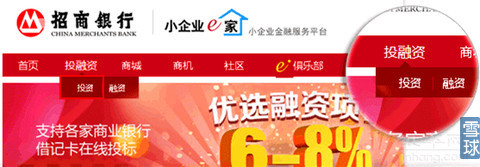 招商银行
CHINA MERCHANTS BANK
小企业e家
小企业金融服务平台
首页 投融资 商城 商机 社区 e+俱乐部
投资 融资
优选融资项
6-8%
支持各家商业银行
借记卡在线投标
投融资 商
投资 融资
雪球